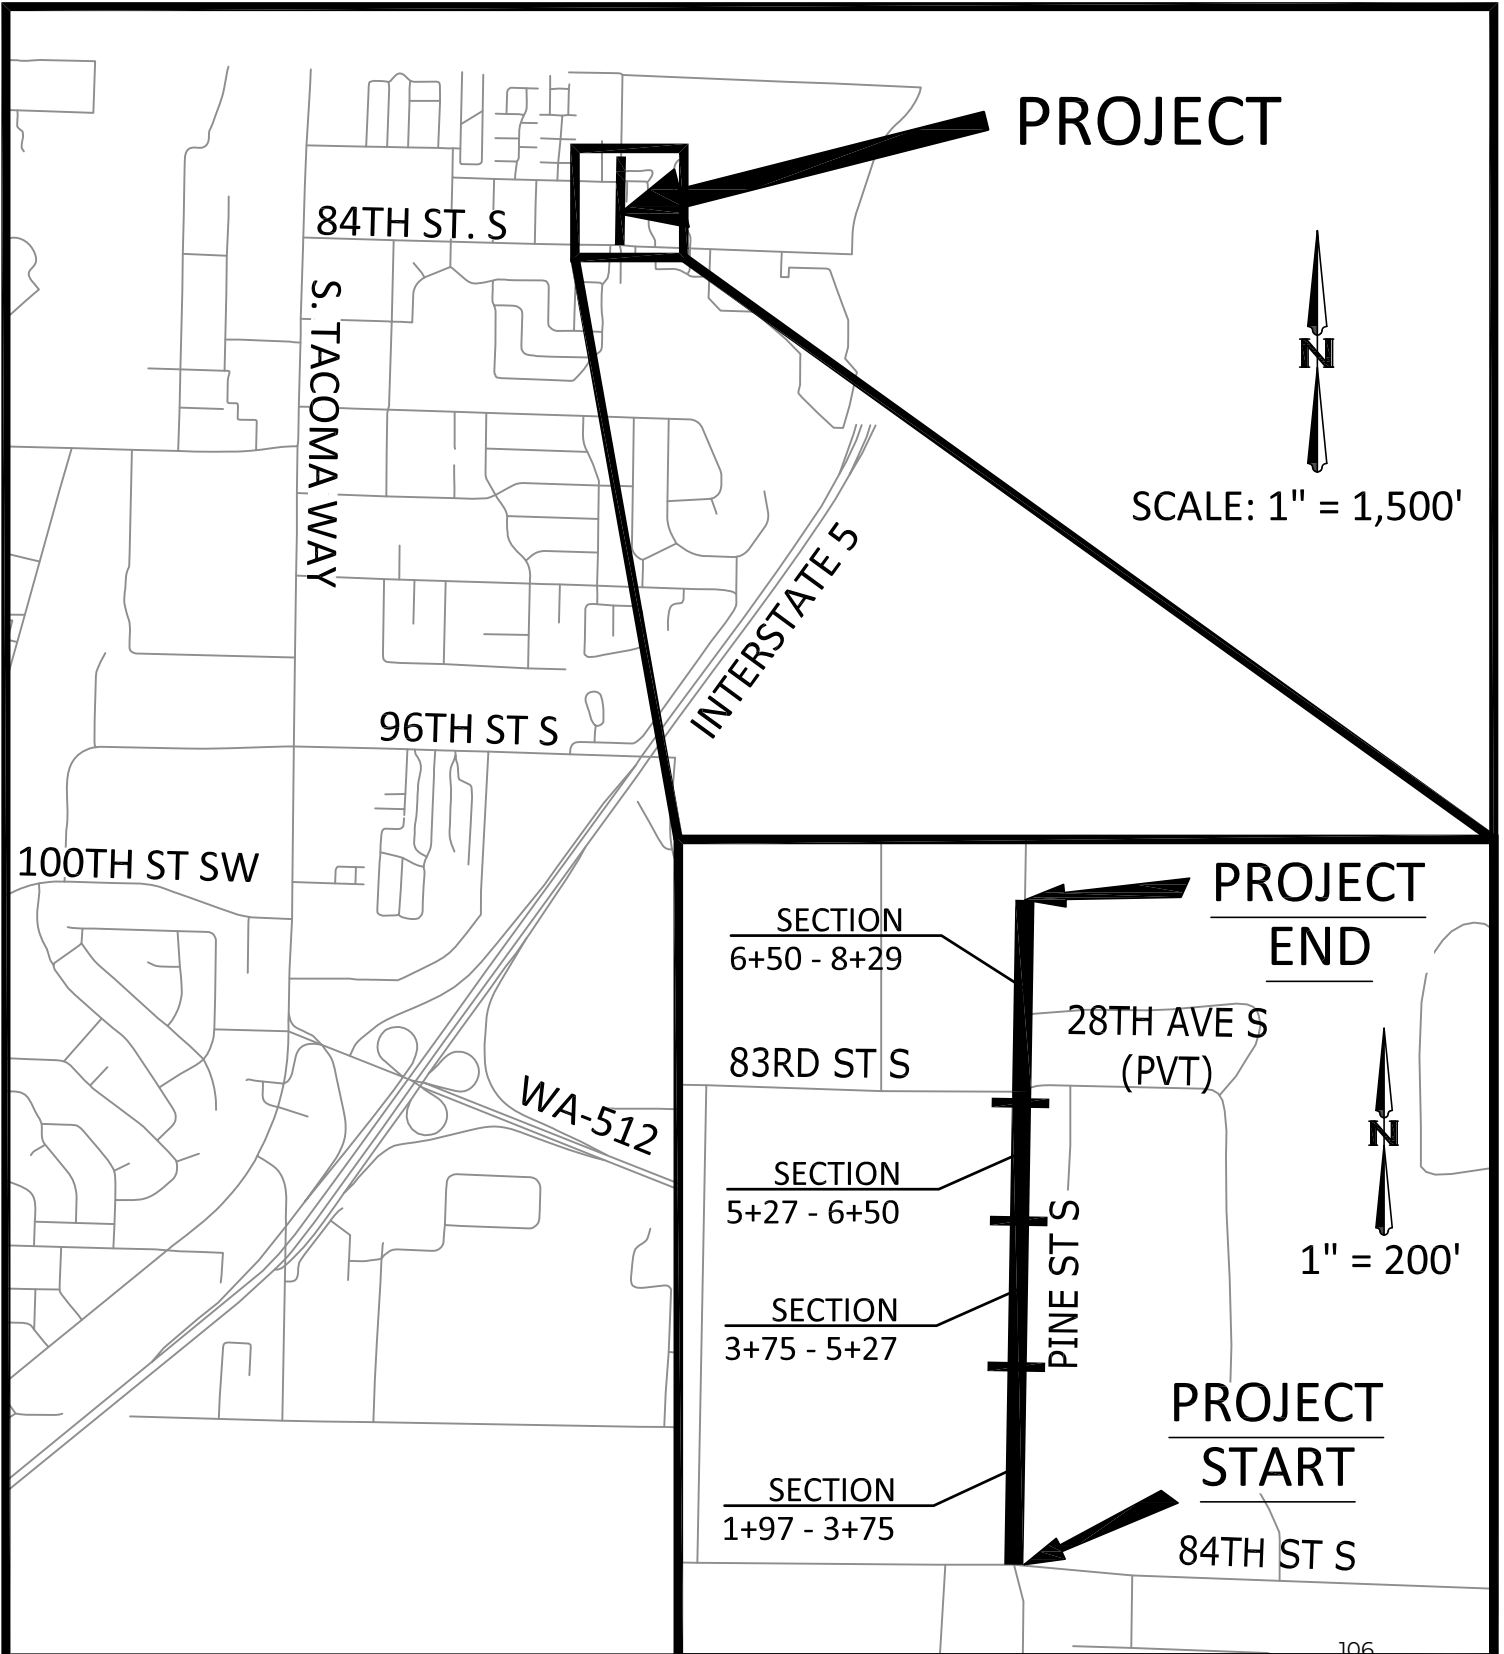 PROJECT
84TH ST. S
S. TACOMA WAY
N
SCALE: 1" = 1,500'
INTERSTATE 5
96TH ST S
100TH ST SW
WA-512
PROJECT
END
SECTION
6+50 - 8+29
28TH AVE S
(PVT)
83RD ST S
N
SECTION
5+27 - 6+50
PINE ST S
1" = 200'
SECTION
3+75 - 5+27
PROJECT
START
SECTION
1+97 - 3+75
84TH ST S
106